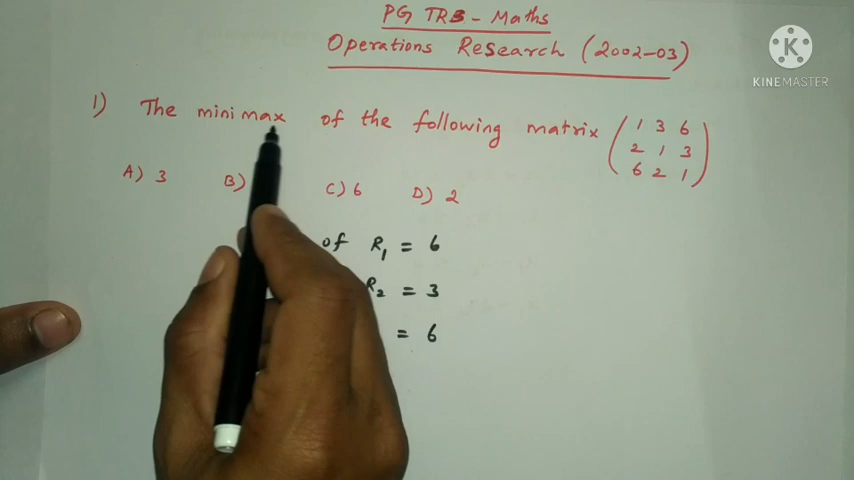 PG TRB - Maths
Operations Research (2002-03)
K
KINEMASTER
1) The minimax of the following matrix
1 3 6
2 1 3
6 2 1
A) 3 B) C) 6 D) 2
of R1 = 6
R2 = 3
= 6